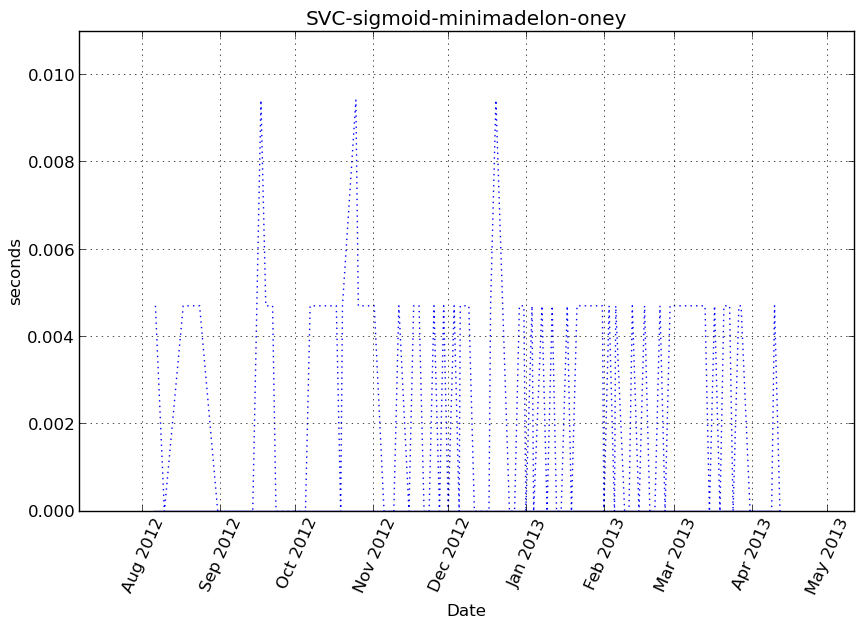 SVC-sigmoid-minimadelon-oney
0.010
0.008
0.006
0.004
0.002
0.000
seconds
Aug 2012
Sep 2012
Oct 2012
Nov 2012
Dec 2012
Jan 2013
Feb 2013
Mar 2013
Apr 2013
May 2013
Date